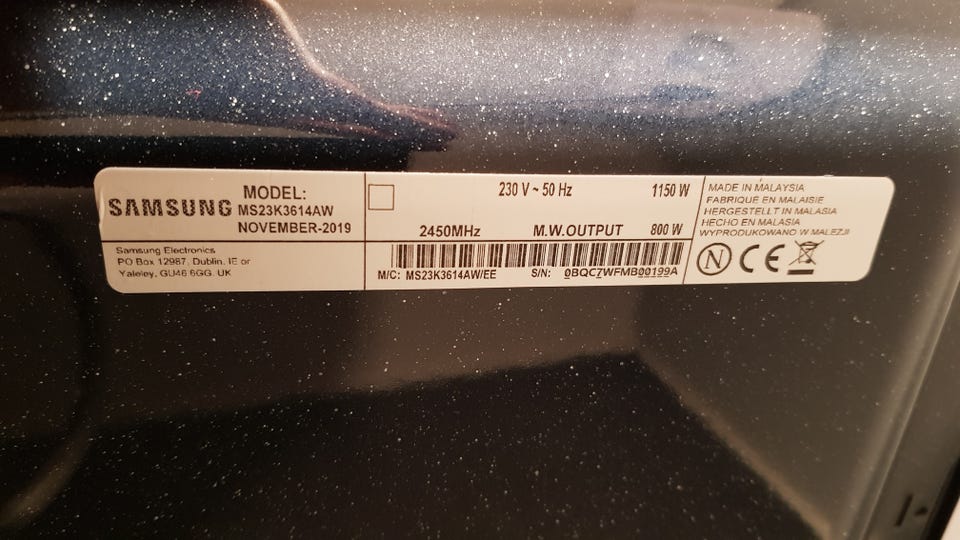 SAMSUNG
MODEL:
MS23K3614AW
NOVEMBER-2019
Samsung Electronics
PO Box 12987, Dublin. IE or
Yateley, GU46 6GG. UK
230 V ~ 50 Hz 1150 W
2450MHz M.W.OUTPUT 800 W
M/C: MS23K3614AW/EE S/N: 0BQC7WFMB00199A
MADE IN MALAYSIA
FABRIQUE EN MALAISIE
HERGESTELLT IN MALASIA
HECHO EN MALASIA
WYPRODUKOWANO W MALEZJI
N CE